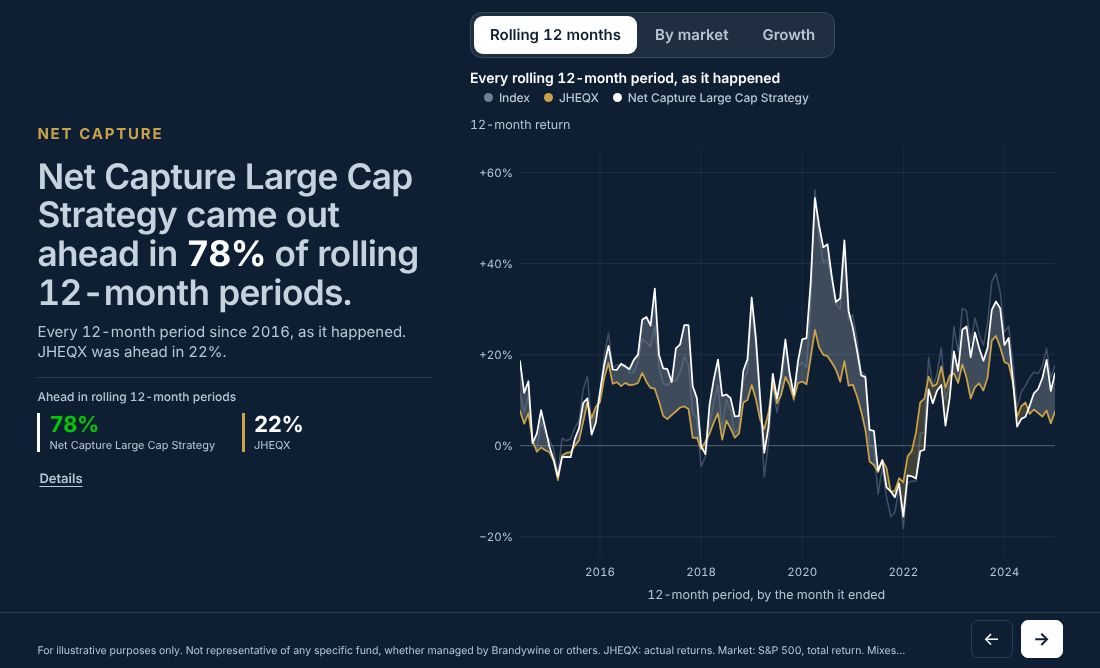 Rolling 12 months
By market
Growth
Every rolling 12-month period, as it happened
Index
JHEQX
Net Capture Large Cap Strategy
12-month return
NET CAPTURE
Net Capture Large Cap
Strategy came out
ahead in 78% of rolling
12-month periods.
Every 12-month period since 2016, as it happened.
JHEQX was ahead in 22%.
Ahead in rolling 12-month periods
78%
Net Capture Large Cap Strategy
22%
JHEQX
Details
+60%
+40%
+20%
0%
−20%
2016
2018
2020
2022
2024
12-month period, by the month it ended
For illustrative purposes only. Not representative of any specific fund, whether managed by Brandywine or others. JHEQX: actual returns. Market: S&P 500, total return. Mixes…